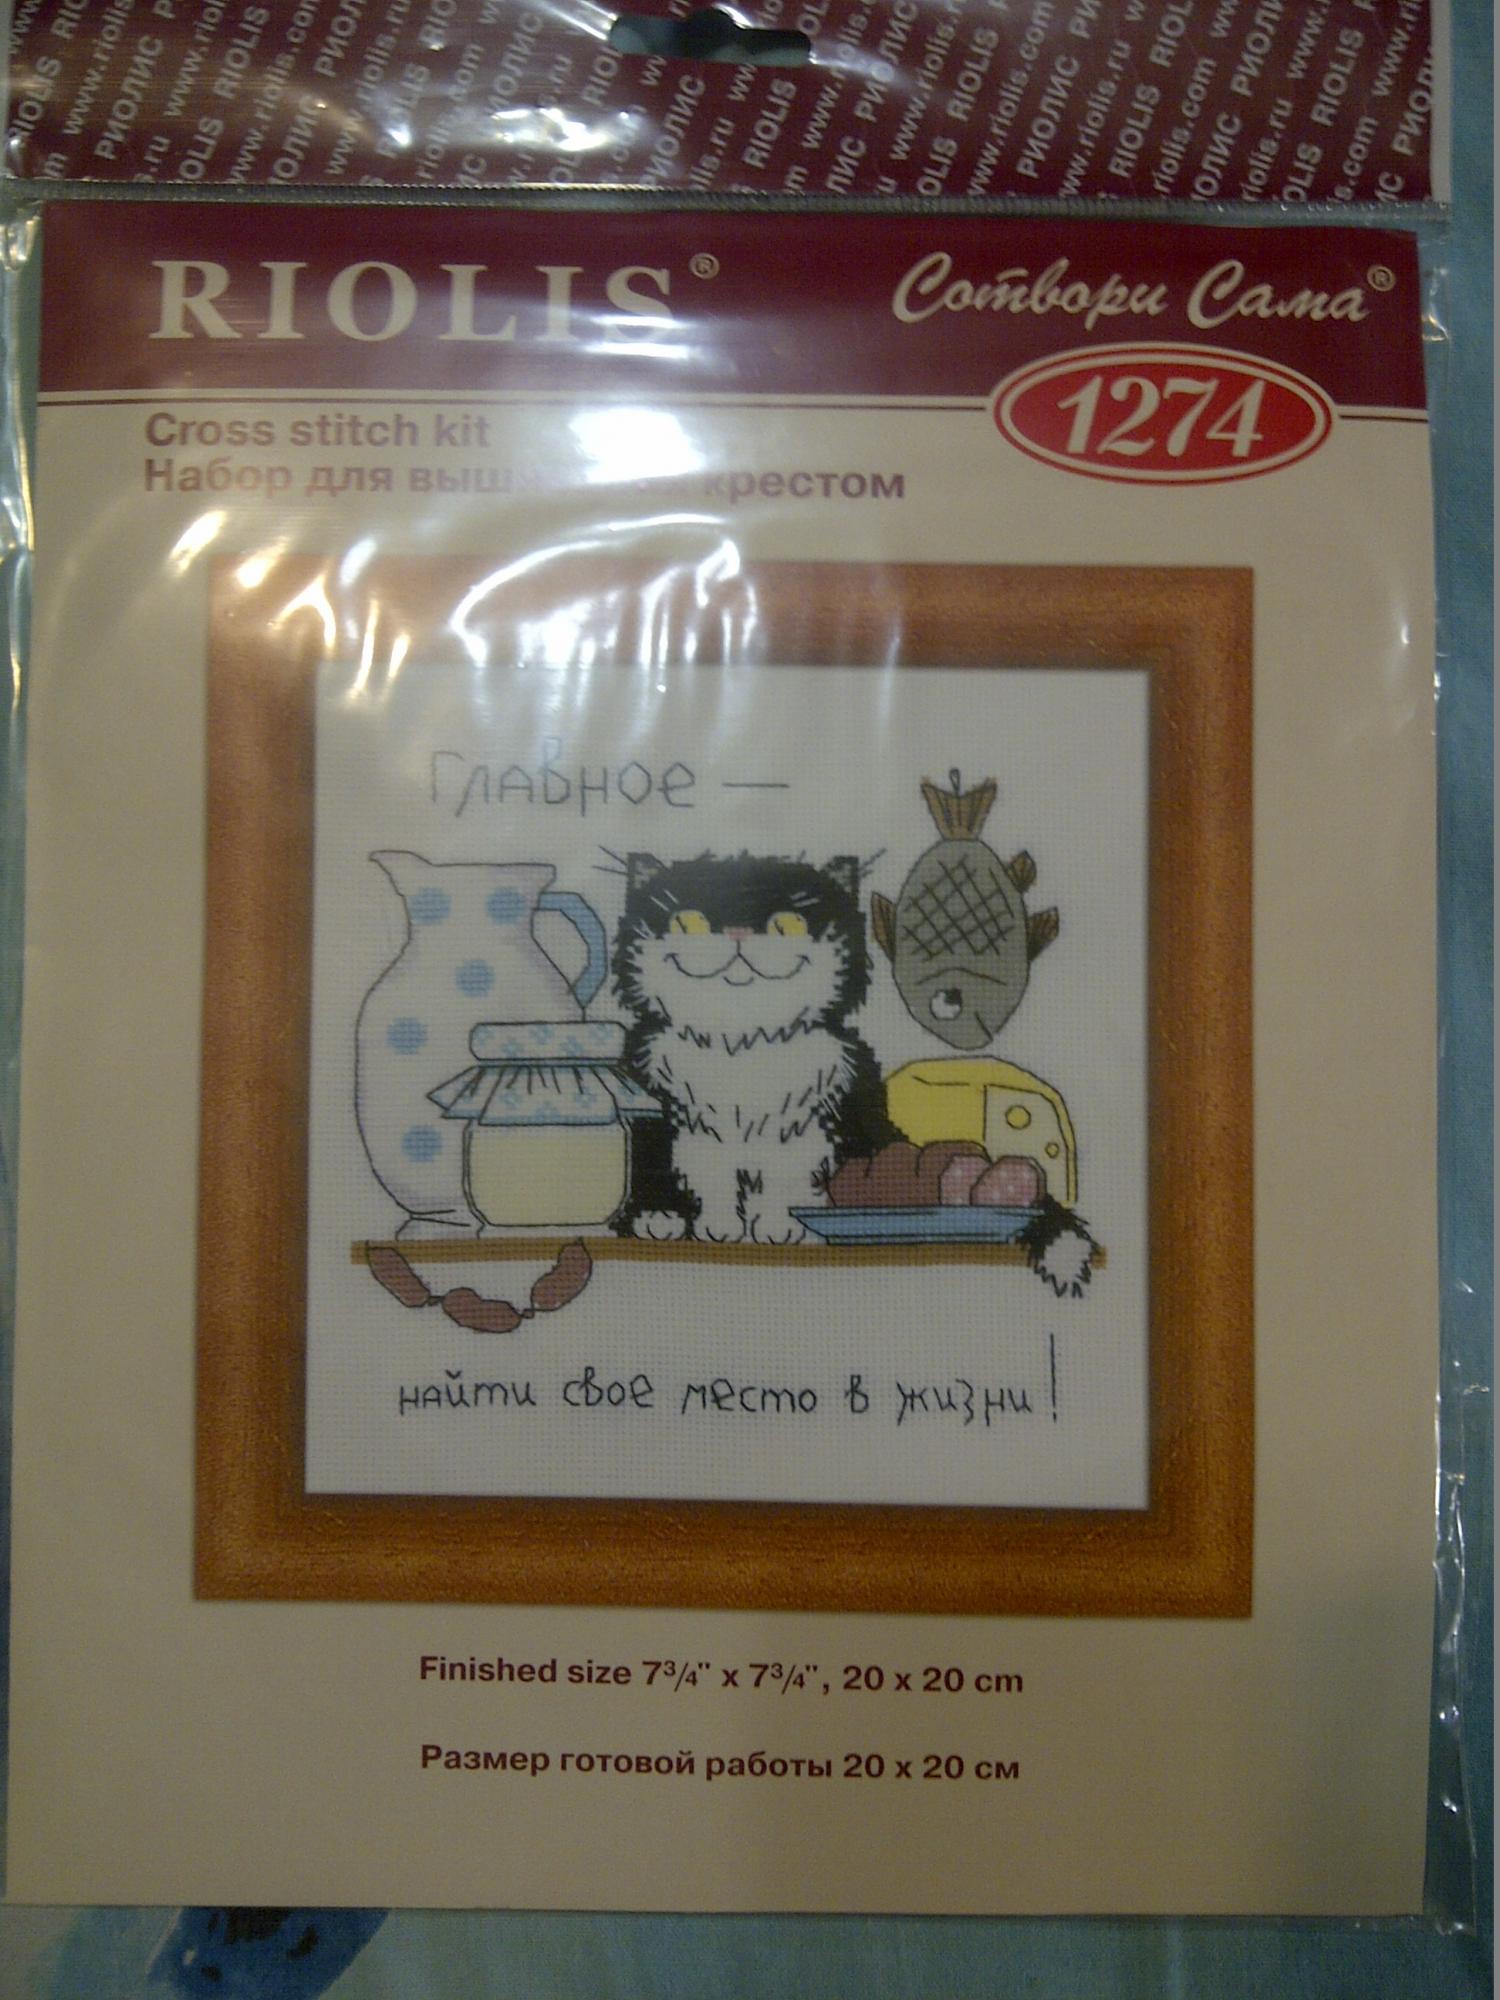 RIOLIS®
Сотвори Сама®
1274
Cross stitch kit
Набор для крестом
Главное —
найти свое место в жизни!
Finished size 7¾" x 7¾", 20 x 20 cm
Размер готовой работы 20 x 20 см